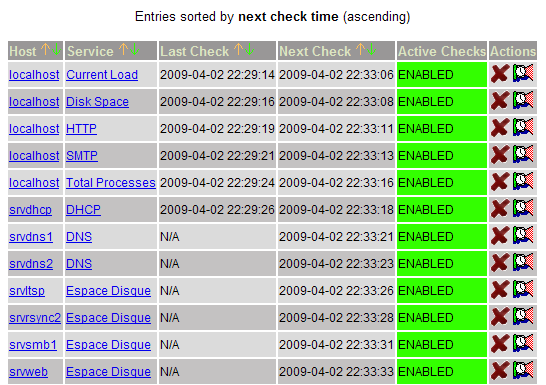 Entries sorted by next check time (ascending)
Host Service Last Check Next Check Active Checks Actions
localhost Current Load 2009-04-02 22:29:14 2009-04-02 22:33:06 ENABLED
localhost Disk Space 2009-04-02 22:29:16 2009-04-02 22:33:08 ENABLED
localhost HTTP 2009-04-02 22:29:19 2009-04-02 22:33:11 ENABLED
localhost SMTP 2009-04-02 22:29:21 2009-04-02 22:33:13 ENABLED
localhost Total Processes 2009-04-02 22:29:24 2009-04-02 22:33:16 ENABLED
srvdhcp DHCP 2009-04-02 22:29:26 2009-04-02 22:33:18 ENABLED
srvdns1 DNS N/A 2009-04-02 22:33:21 ENABLED
srvdns2 DNS N/A 2009-04-02 22:33:23 ENABLED
srvltsp Espace Disque N/A 2009-04-02 22:33:26 ENABLED
srvrsync2 Espace Disque N/A 2009-04-02 22:33:28 ENABLED
srvsmb1 Espace Disque N/A 2009-04-02 22:33:31 ENABLED
srvweb Espace Disque N/A 2009-04-02 22:33:33 ENABLED